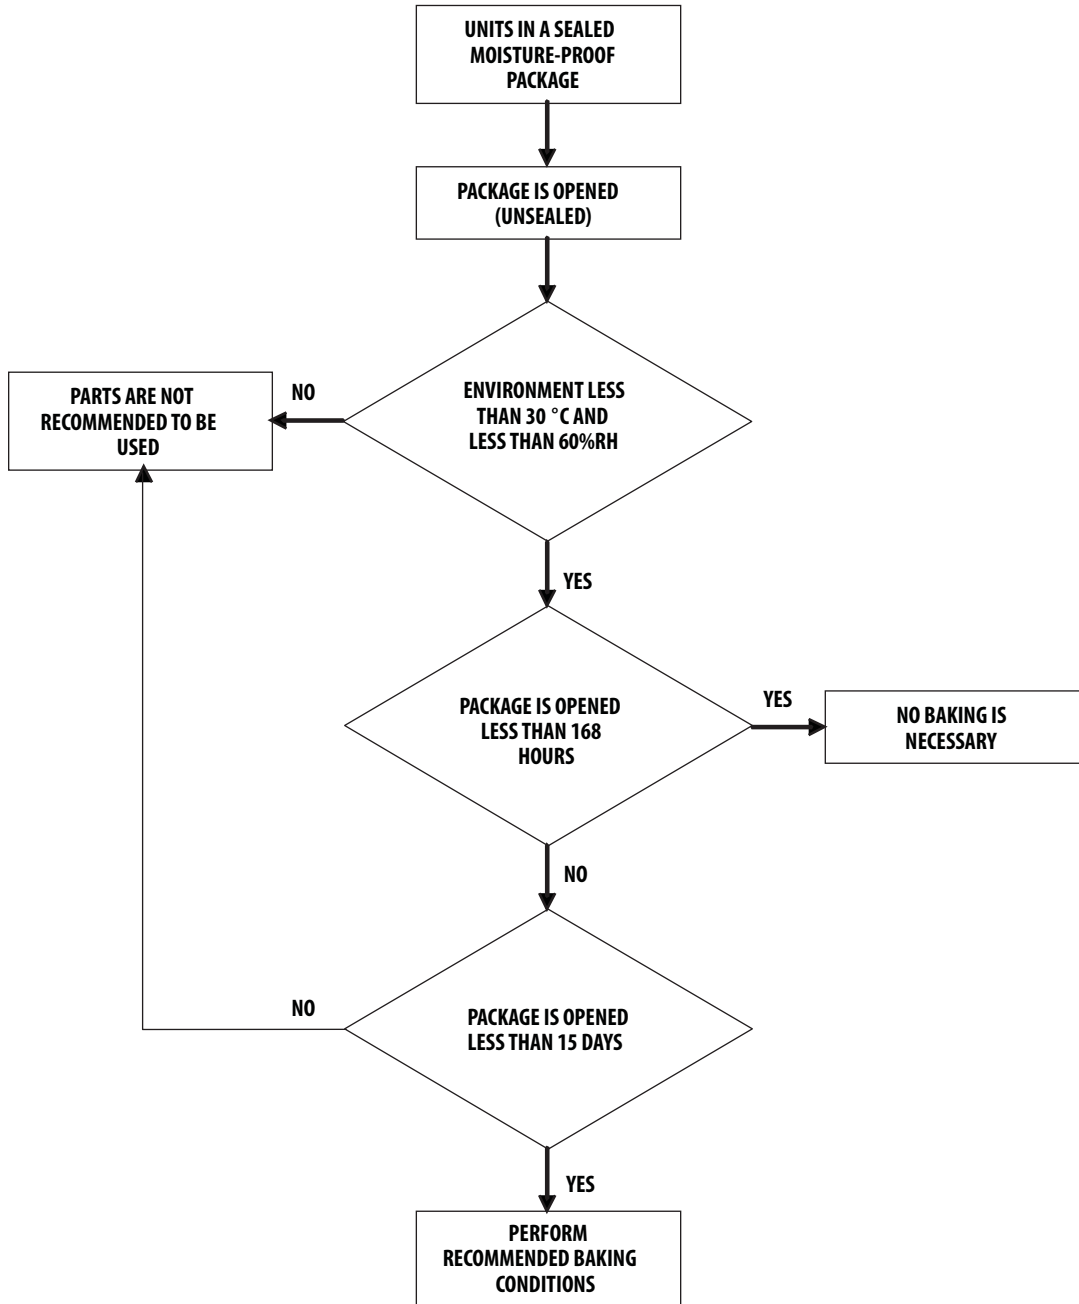 UNITS IN A SEALED
MOISTURE-PROOF
PACKAGE
PACKAGE IS OPENED
(UNSEALED)
ENVIRONMENT LESS
THAN 30 °C AND
LESS THAN 60%RH
NO
PARTS ARE NOT
RECOMMENDED TO BE
USED
YES
PACKAGE IS OPENED
LESS THAN 168
HOURS
YES
NO BAKING IS
NECESSARY
NO
PACKAGE IS OPENED
LESS THAN 15 DAYS
NO
YES
PERFORM
RECOMMENDED BAKING
CONDITIONS